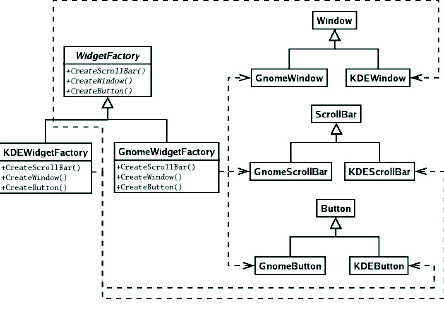 Window
WidgetFactory
+CreateScrollBar()
+CreateWindow()
+CreateButton()
GnomeWindow
KDEWindow
ScrollBar
KDEWidgetFactory
+CreateScrollBar()
+CreateWindow()
+CreateButton()
GnomeWidgetFactory
+CreateScrollBar()
+CreateWindow()
+CreateButton()
GnomeScrollBar
KDEScrollBar
Button
GnomeButton
KDEButton